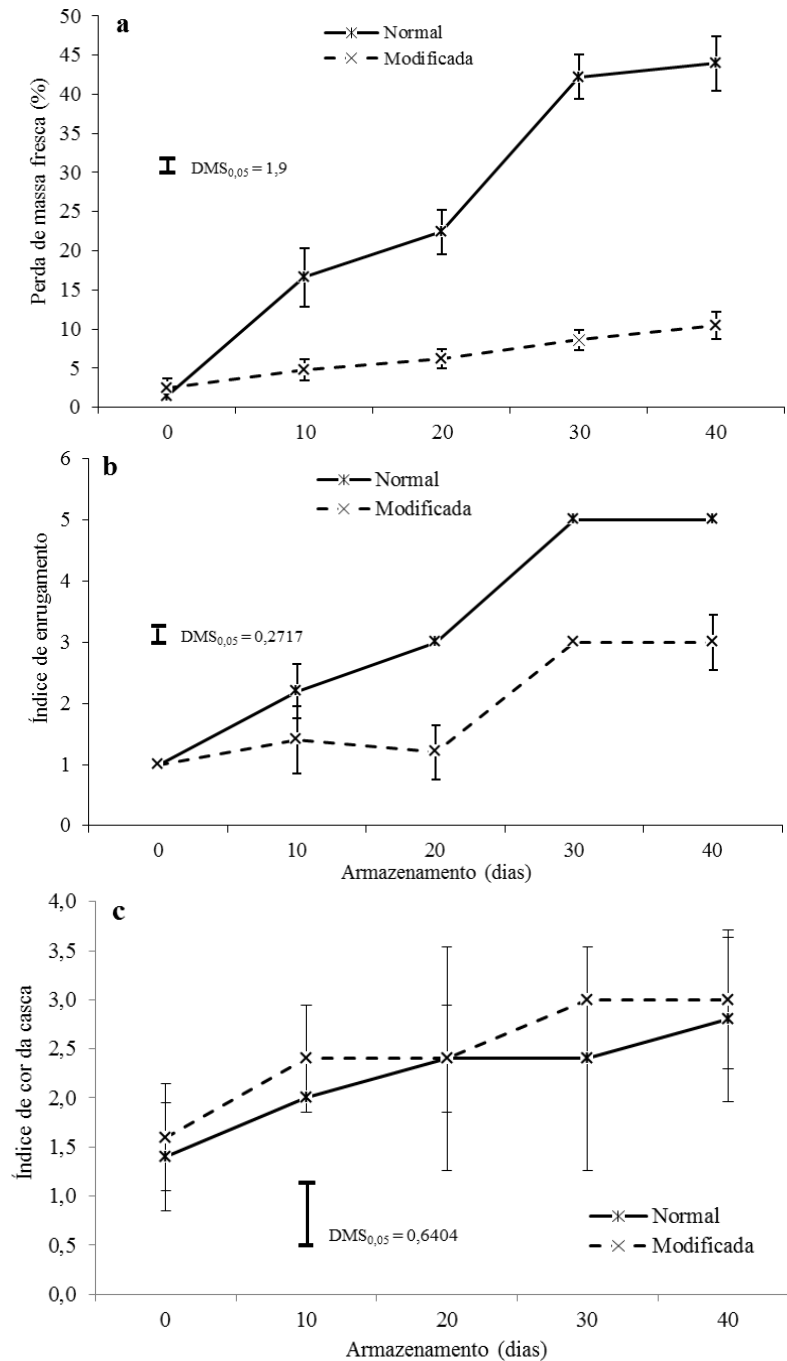 a
Normal
Modificada
Perda de massa fresca (%)
50
45
40
35
30
25
20
15
10
5
0
DMS0,05 = 1,9
0 10 20 30 40
b
Normal
Modificada
Índice de enrugamento
6
5
4
3
2
1
0
DMS0,05 = 0,2717
0 10 20 30 40
Armazenamento (dias)
c
Índice de cor da casca
4,0
3,5
3,0
2,5
2,0
1,5
1,0
0,5
0,0
DMS0,05 = 0,6404
Normal
Modificada
0 10 20 30 40
Armazenamento (dias)